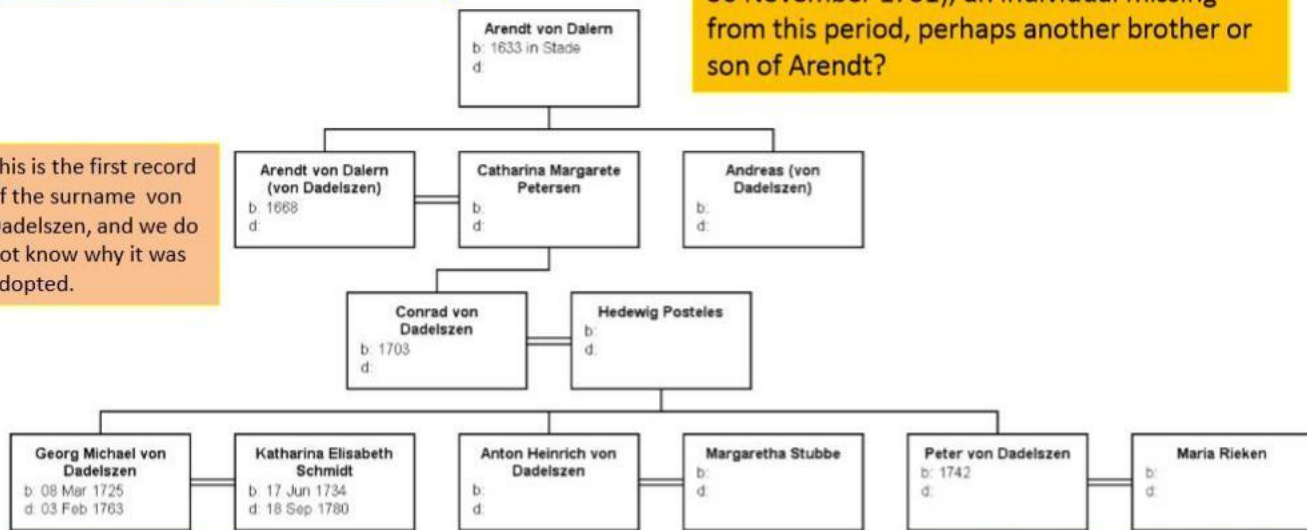 from this period, perhaps another brother or
son of Arendt?
Arendt von Dalern
b: 1633 in Stade
d:
his is the first record
f the surname von
adelszen, and we do
ot know why it was
dopted.
Arendt von Dalern
(von Dadelszen)
b: 1668
d:
Catharina Margarete
Petersen
b:
d:
Andreas (von
Dadelszen)
b:
d:
Conrad von
Dadelszen
b: 1703
d:
Hedewig Posteles
b:
d:
Georg Michael von
Dadelszen
b: 08 Mar 1725
d: 03 Feb 1763
Katharina Elisabeth
Schmidt
b: 17 Jun 1734
d: 18 Sep 1780
Anton Heinrich von
Dadelszen
b:
d:
Margaretha Stubbe
b:
d:
Peter von Dadelszen
b: 1742
d:
Maria Rieken
b:
d: